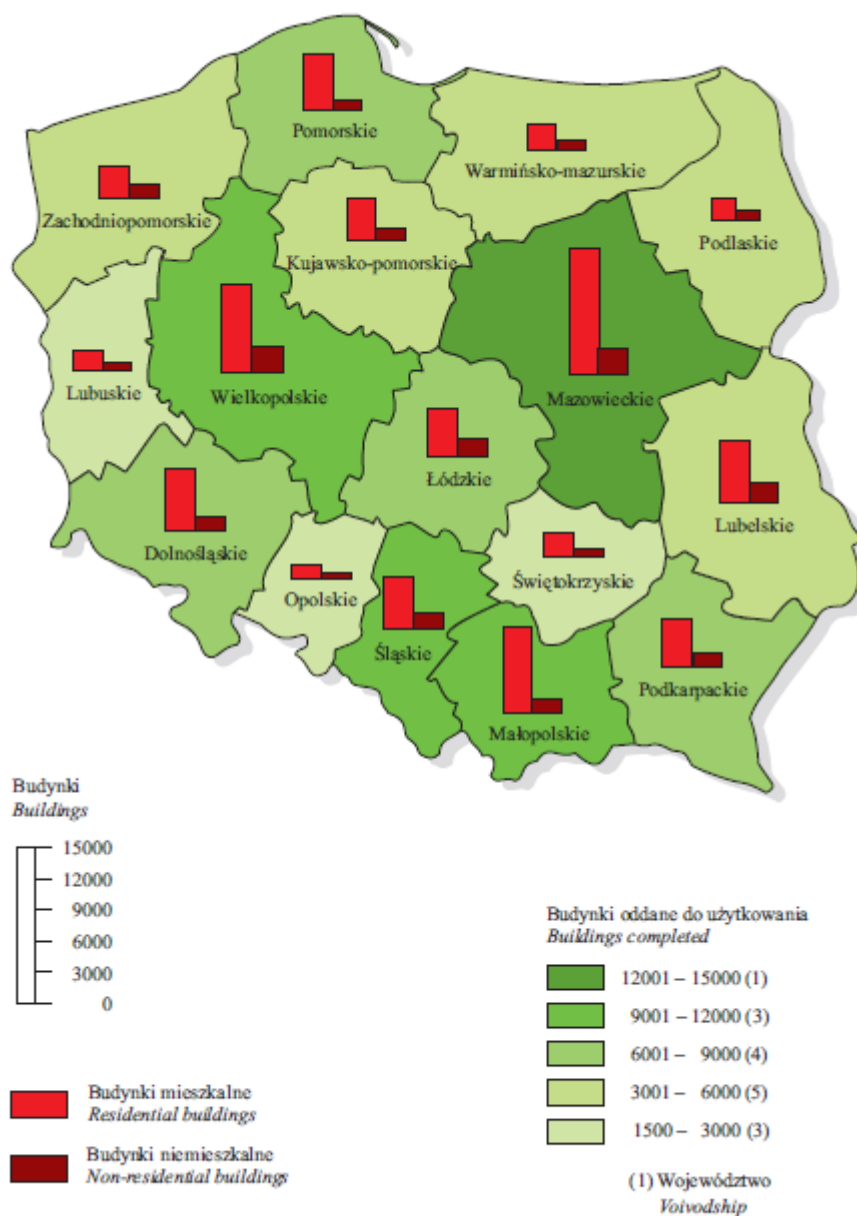 Pomorskie
Warmińsko-mazurskie
Zachodniopomorskie
Podlaskie
Kujawsko-pomorskie
Lubuskie
Wielkopolskie
Mazowieckie
Łódzkie
Lubelskie
Dolnośląskie
Opolskie
Świętokrzyskie
Śląskie
Podkarpackie
Małopolskie
Budynki
Buildings
15000
12000
9000
6000
3000
0
Budynki mieszkalne
Residential buildings
Budynki niemieszkalne
Non-residential buildings
Budynki oddane do użytkowania
Buildings completed
12001 – 15000 (1)
9001 – 12000 (3)
6001 – 9000 (4)
3001 – 6000 (5)
1500 – 3000 (3)
(1) Województwo
Voivodship